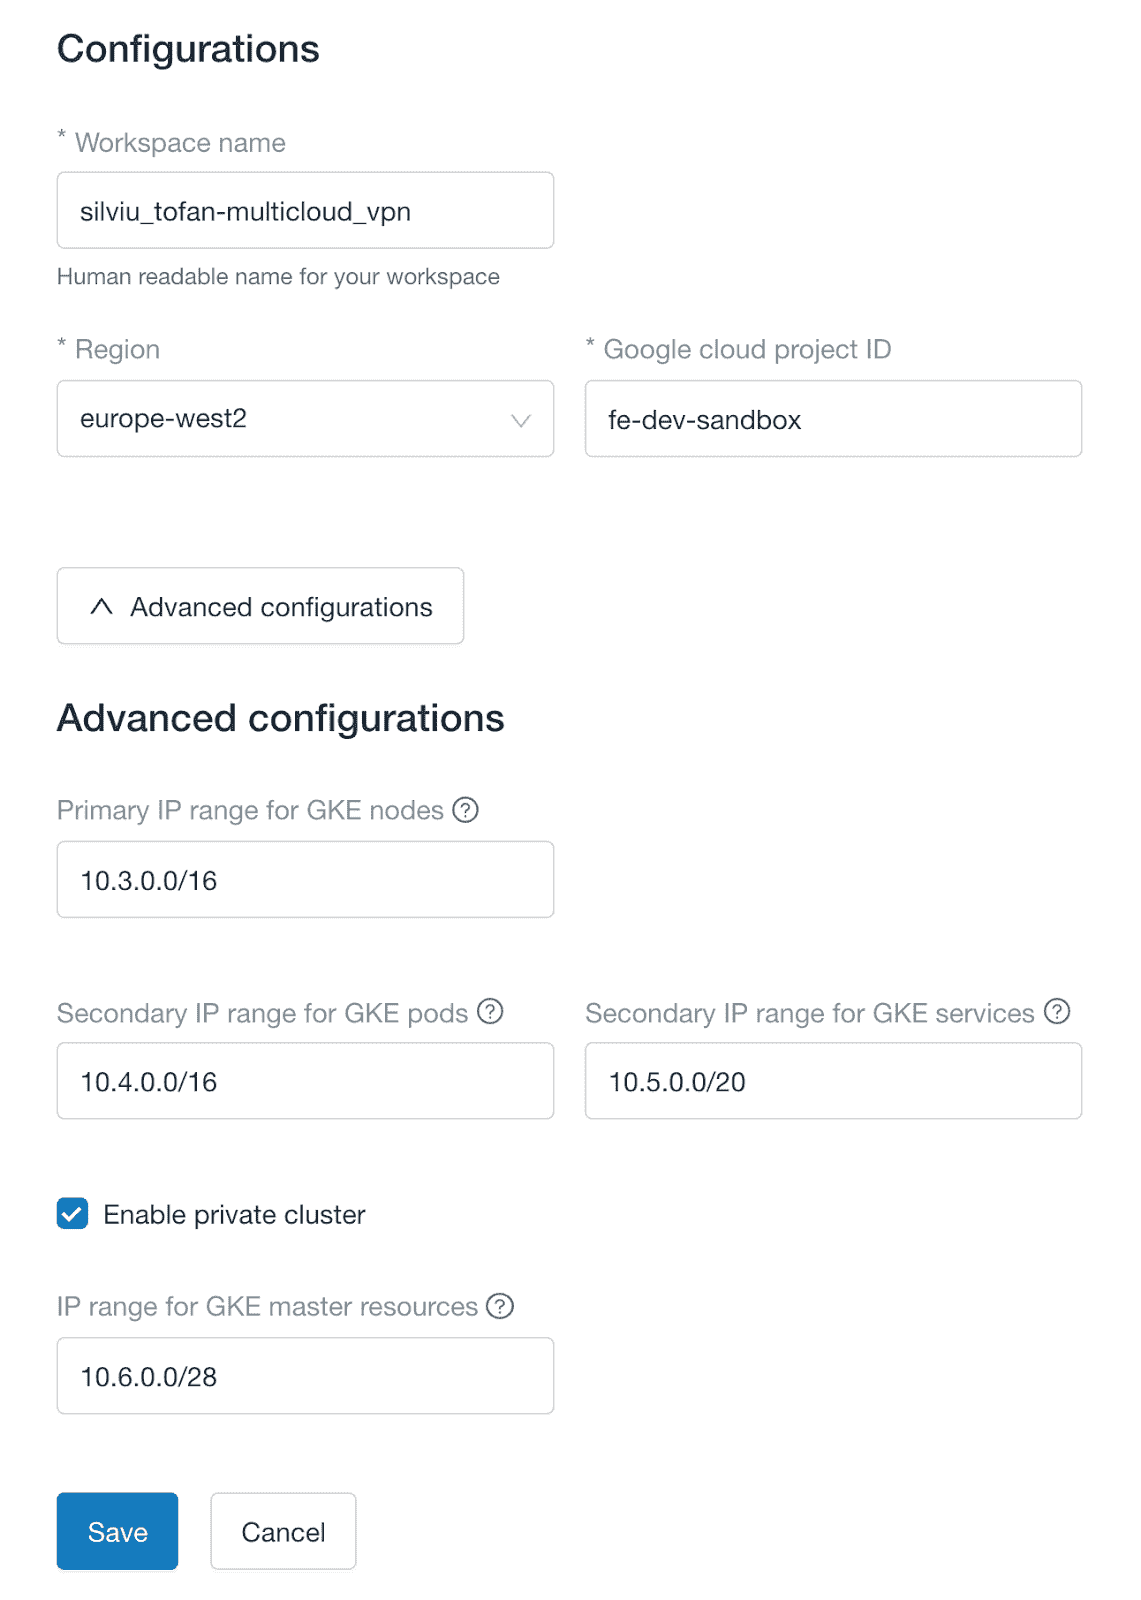 Configurations
* Workspace name
silviu_tofan-multicloud_vpn
Human readable name for your workspace
* Region
* Google cloud project ID
europe-west2
fe-dev-sandbox
Advanced configurations
Advanced configurations
Primary IP range for GKE nodes ?
10.3.0.0/16
Secondary IP range for GKE pods ?
Secondary IP range for GKE services ?
10.4.0.0/16
10.5.0.0/20
Enable private cluster
IP range for GKE master resources ?
10.6.0.0/28
Save
Cancel